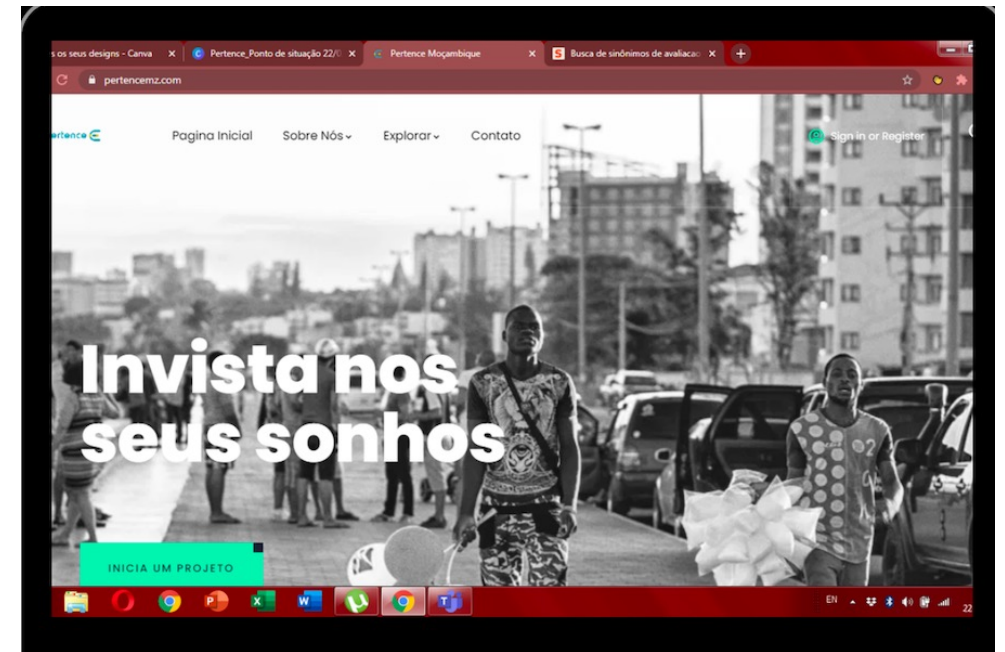 s os seus designs - Canva
Pertence_Ponto de situação 22/0
Pertence Moçambique
Busca de sinônimos de avaliacao
pertencemz.com
ertence
Pagina Inicial
Sobre Nós
Explorar
Contato
Sign in or Register
Invista nos
seus sonhos
INICIA UM PROJETO
EN
22